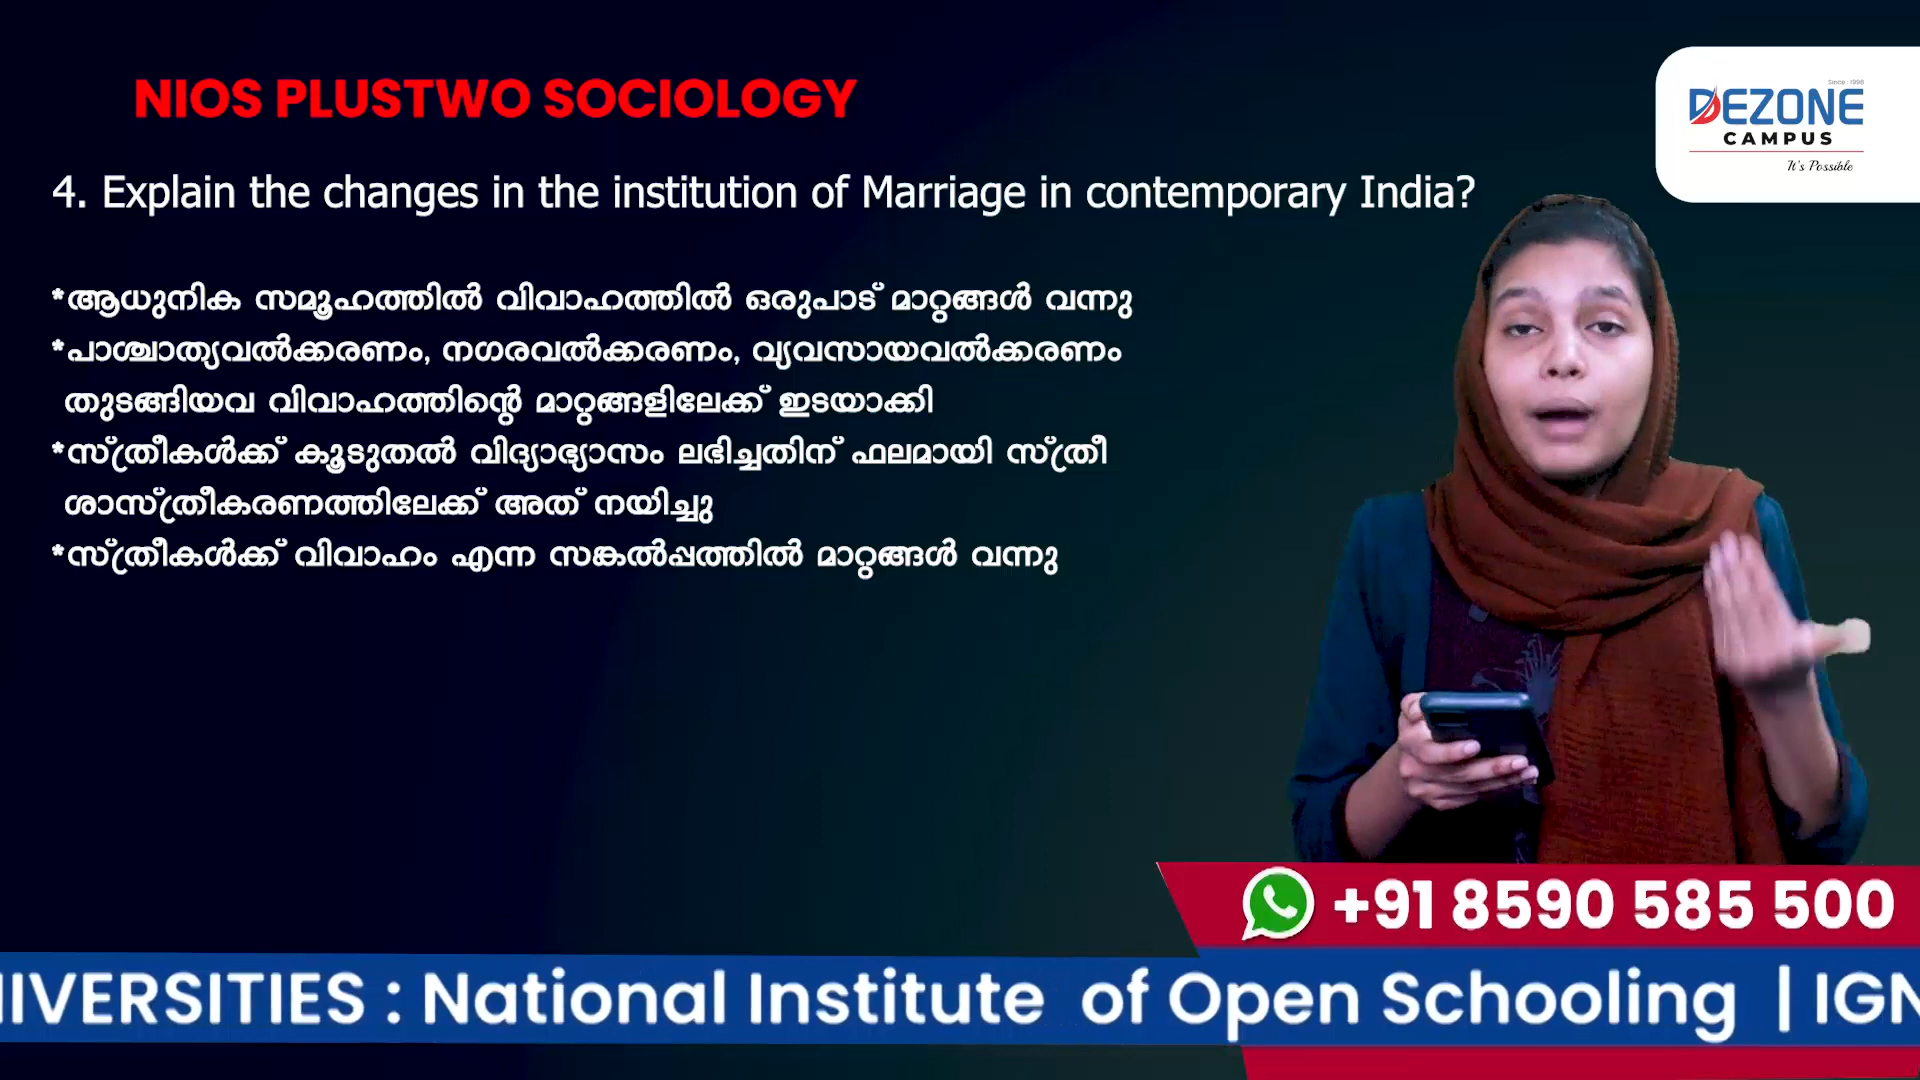 NIOS PLUSTWO SOCIOLOGY
Since : 1998
DEZONE
CAMPUS
It's Possible
4. Explain the changes in the institution of Marriage in contemporary India?
*ആധുനിക സമൂഹത്തിൽ വിവാഹത്തിൽ ഒരുപാട് മാറ്റങ്ങൾ വന്നു
*പാശ്ചാത്യവൽക്കരണം, നഗരവൽക്കരണം, വ്യവസായവൽക്കരണം
തുടങ്ങിയവ വിവാഹത്തിന്റെ മാറ്റങ്ങളിലേക്ക് ഇടയാക്കി
*സ്ത്രീകൾക്ക് കൂടുതൽ വിദ്യാഭ്യാസം ലഭിച്ചതിന് ഫലമായി സ്ത്രീ
ശാസ്ത്രീകരണത്തിലേക്ക് അത് നയിച്ചു
*സ്ത്രീകൾക്ക് വിവാഹം എന്ന സങ്കൽപ്പത്തിൽ മാറ്റങ്ങൾ വന്നു
+91 8590 585 500
NIVERSITIES : National Institute of Open Schooling | IGN